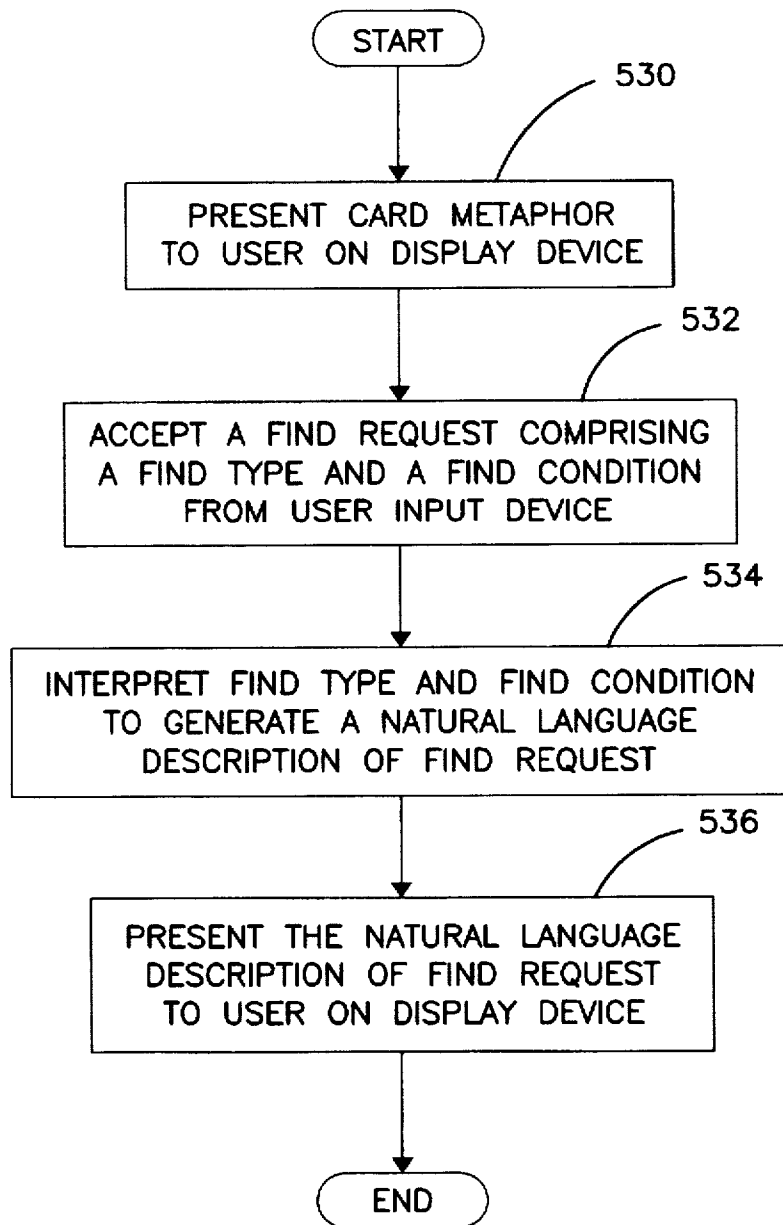 START
530
PRESENT CARD METAPHOR
TO USER ON DISPLAY DEVICE
532
ACCEPT A FIND REQUEST COMPRISING
A FIND TYPE AND A FIND CONDITION
FROM USER INPUT DEVICE
534
INTERPRET FIND TYPE AND FIND CONDITION
TO GENERATE A NATURAL LANGUAGE
DESCRIPTION OF FIND REQUEST
536
PRESENT THE NATURAL LANGUAGE
DESCRIPTION OF FIND REQUEST
TO USER ON DISPLAY DEVICE
END